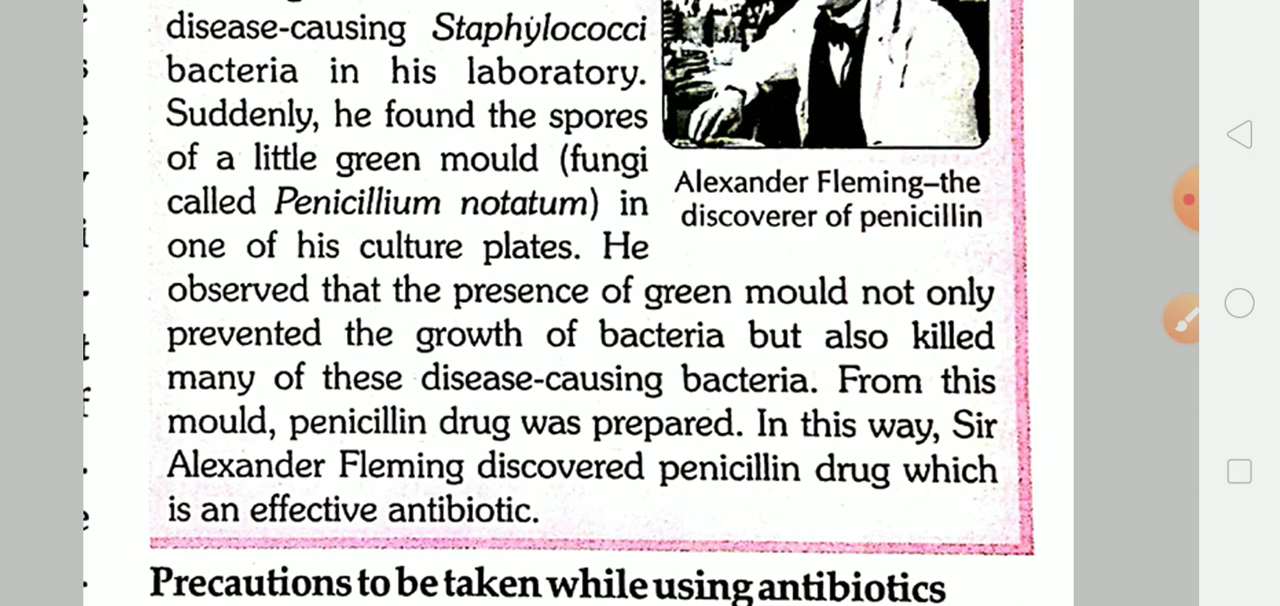 disease-causing Staphylococci
bacteria in his laboratory.
Suddenly, he found the spores
of a little green mould (fungi
called Penicillium notatum) in
one of his culture plates. He
Alexander Fleming–the
discoverer of penicillin
observed that the presence of green mould not only
prevented the growth of bacteria but also killed
many of these disease-causing bacteria. From this
mould, penicillin drug was prepared. In this way, Sir
Alexander Fleming discovered penicillin drug which
is an effective antibiotic.
Precautions to be taken while using antibiotics